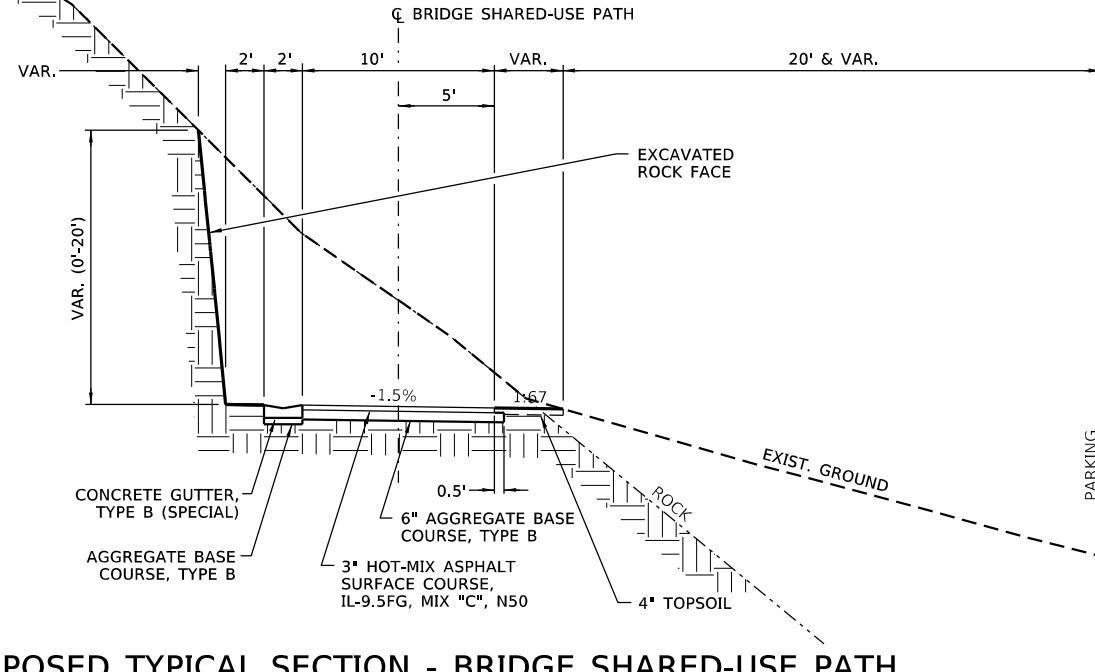 ℄ BRIDGE SHARED-USE PATH
VAR.
2'
2'
10'
VAR.
20' & VAR.
5'
EXCAVATED
ROCK FACE
VAR. (0'-20')
-1.5%
1:67
EXIST. GROUND
PARKING
ROCK
0.5'
CONCRETE GUTTER,
TYPE B (SPECIAL)
6" AGGREGATE BASE
COURSE, TYPE B
AGGREGATE BASE
COURSE, TYPE B
3" HOT-MIX ASPHALT
SURFACE COURSE,
IL-9.5FG, MIX "C", N50
4" TOPSOIL
POSED TYPICAL SECTION - BRIDGE SHARED-USE PATH